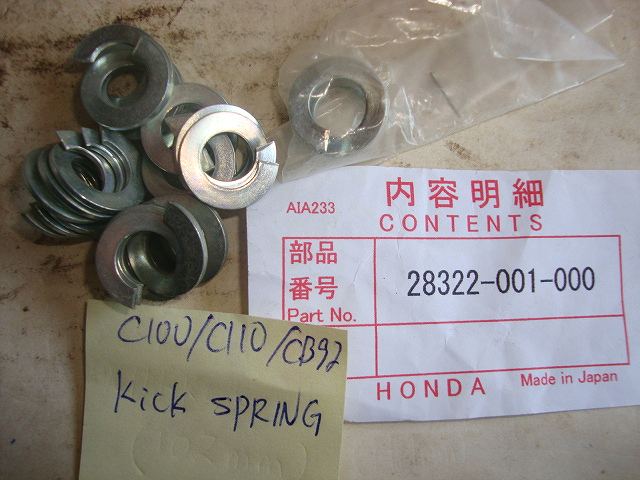 AIA233
内容明細
CONTENTS
部品
番号
Part No.
28322-001-000
HONDA
Made in Japan
C100/C110/CB92
Kick SPRING